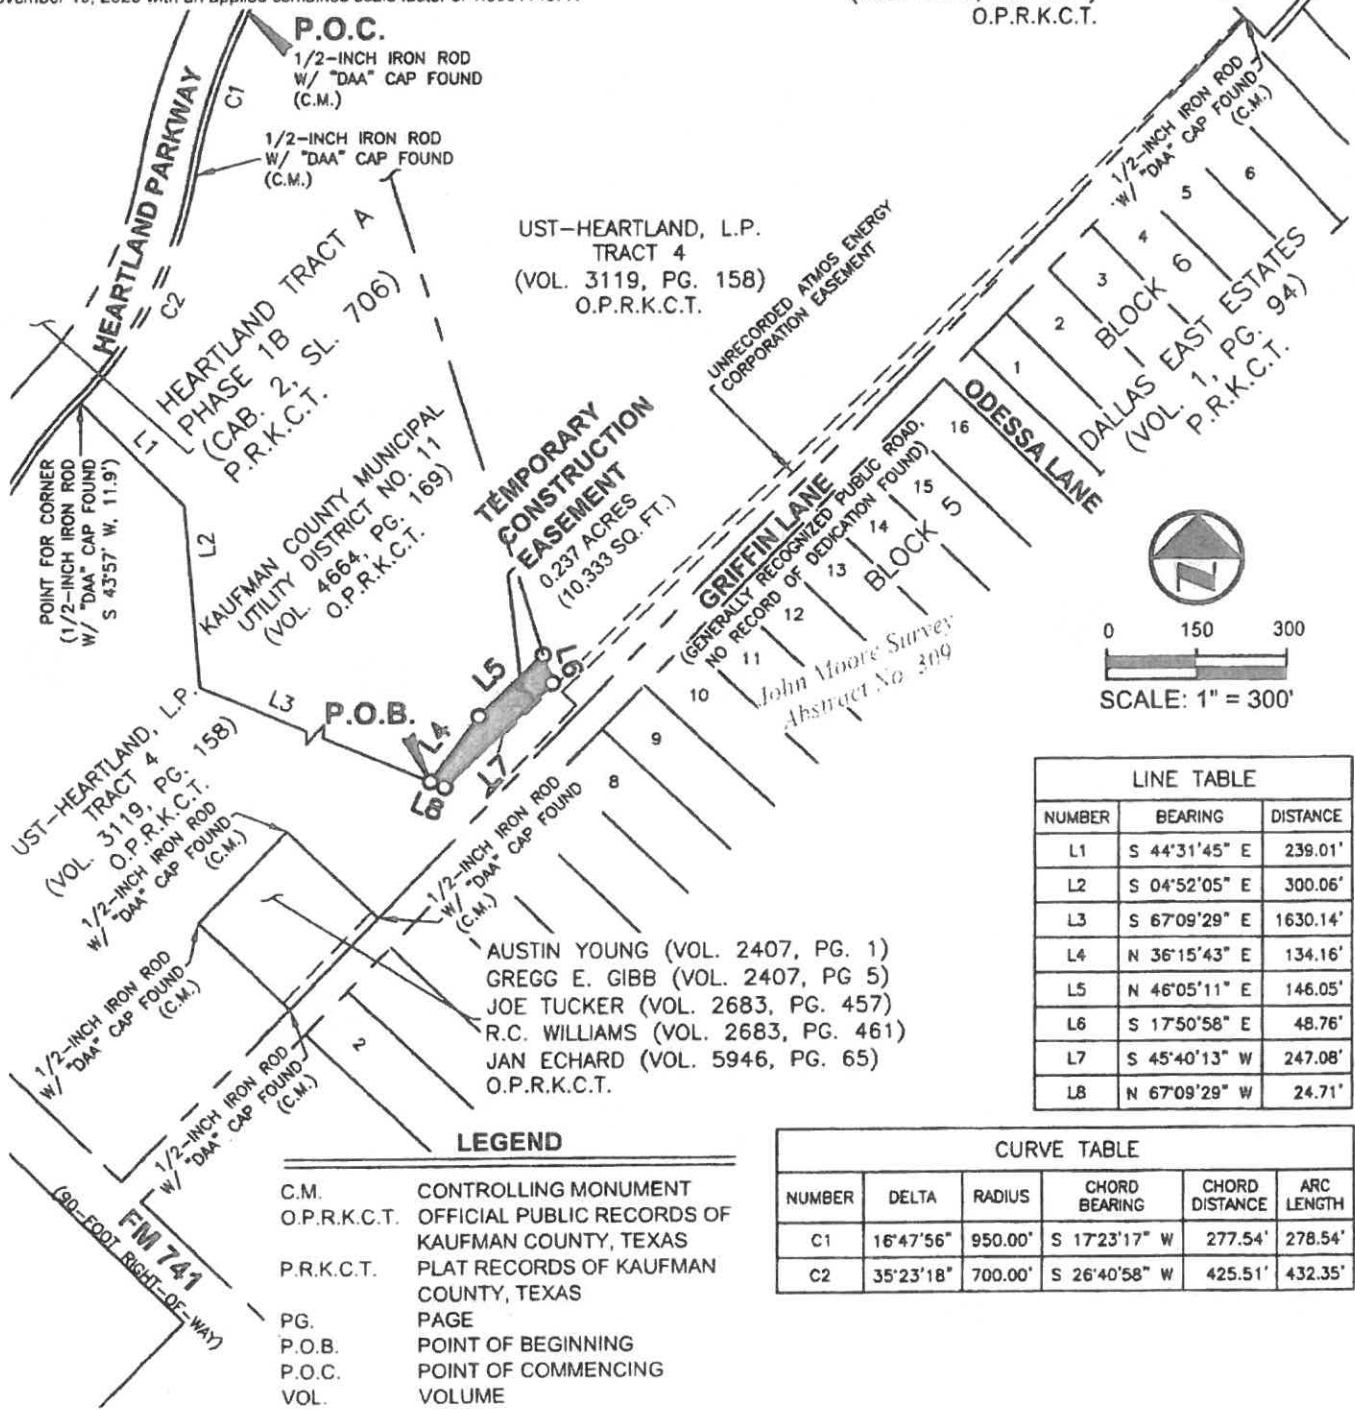 O.P.R.K.C.T.
P.O.C.
1/2-INCH IRON ROD
W/ "DAA" CAP FOUND
(C.M.)
C1
HEARTLAND PARKWAY
1/2-INCH IRON ROD
W/ "DAA" CAP FOUND
(C.M.)
C2
1/2-INCH IRON ROD
W/ "DAA" CAP FOUND
(C.M.)
UST-HEARTLAND, L.P.
TRACT 4
(VOL. 3119, PG. 158)
O.P.R.K.C.T.
UNRECORDED ATMOS ENERGY
CORPORATION EASEMENT
HEARTLAND TRACT A
PHASE 1B
(CAB. 2, SL. 706)
P.R.K.C.T.
1
2
3
4
5
6
BLOCK 6
DALLAS EAST ESTATES
(VOL. 1, PG. 94)
P.R.K.C.T.
ODESSA LANE
L1
POINT FOR CORNER
(1/2-INCH IRON ROD
W/ "DAA" CAP FOUND
S 43°57' W, 11.9')
L2
KAUFMAN COUNTY MUNICIPAL
UTILITY DISTRICT NO. 11
(VOL. 4664, PG. 169)
O.P.R.K.C.T.
TEMPORARY
CONSTRUCTION
EASEMENT
0.237 ACRES
(10,333 SQ. FT.)
GRIFFIN LANE
(GENERALLY RECOGNIZED PUBLIC ROAD,
NO RECORD OF DEDICATION FOUND)
16
15
14
13
12
11
10
9
8
BLOCK 5
John Moore Survey
Abstract No. 309
N
0 150 300
SCALE: 1" = 300'
L3
P.O.B.
L4
L5
L6
L7
L8
UST-HEARTLAND, L.P.
TRACT 4
(VOL. 3119, PG. 158)
O.P.R.K.C.T.
1/2-INCH IRON ROD
W/ "DAA" CAP FOUND
(C.M.)
1/2-INCH IRON ROD
W/ "DAA" CAP FOUND
(C.M.)
1/2-INCH IRON ROD
W/ "DAA" CAP FOUND
(C.M.)
1/2-INCH IRON ROD
W/ "DAA" CAP FOUND
(C.M.)
2
AUSTIN YOUNG (VOL. 2407, PG. 1)
GREGG E. GIBB (VOL. 2407, PG 5)
JOE TUCKER (VOL. 2683, PG. 457)
R.C. WILLIAMS (VOL. 2683, PG. 461)
JAN ECHARD (VOL. 5946, PG. 65)
O.P.R.K.C.T.
FM 741
(90-FOOT RIGHT-OF-WAY)
LINE TABLE
NUMBER BEARING DISTANCE
L1 S 44°31'45" E 239.01'
L2 S 04°52'05" E 300.06'
L3 S 67°09'29" E 1630.14'
L4 N 36°15'43" E 134.16'
L5 N 46°05'11" E 146.05'
L6 S 17°50'58" E 48.76'
L7 S 45°40'13" W 247.08'
L8 N 67°09'29" W 24.71'
LEGEND
C.M. CONTROLLING MONUMENT
O.P.R.K.C.T. OFFICIAL PUBLIC RECORDS OF
KAUFMAN COUNTY, TEXAS
P.R.K.C.T. PLAT RECORDS OF KAUFMAN
COUNTY, TEXAS
PG. PAGE
P.O.B. POINT OF BEGINNING
P.O.C. POINT OF COMMENCING
VOL. VOLUME
CURVE TABLE
NUMBER DELTA RADIUS CHORD BEARING CHORD DISTANCE ARC LENGTH
C1 16°47'56" 950.00' S 17°23'17" W 277.54' 278.54'
C2 35°23'18" 700.00' S 26°40'58" W 425.51' 432.35'